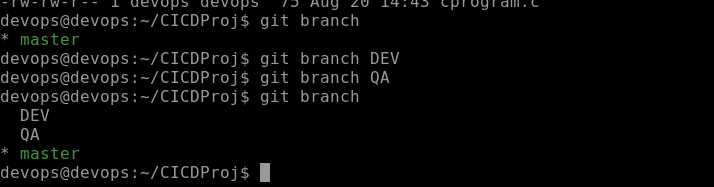 -rw-rw-r-- 1 devops devops  75 Aug 20 14:43 cprogram.c
devops@devops:~/CICDProj$ git branch
* master
devops@devops:~/CICDProj$ git branch DEV
devops@devops:~/CICDProj$ git branch QA
devops@devops:~/CICDProj$ git branch
  DEV
  QA
* master
devops@devops:~/CICDProj$